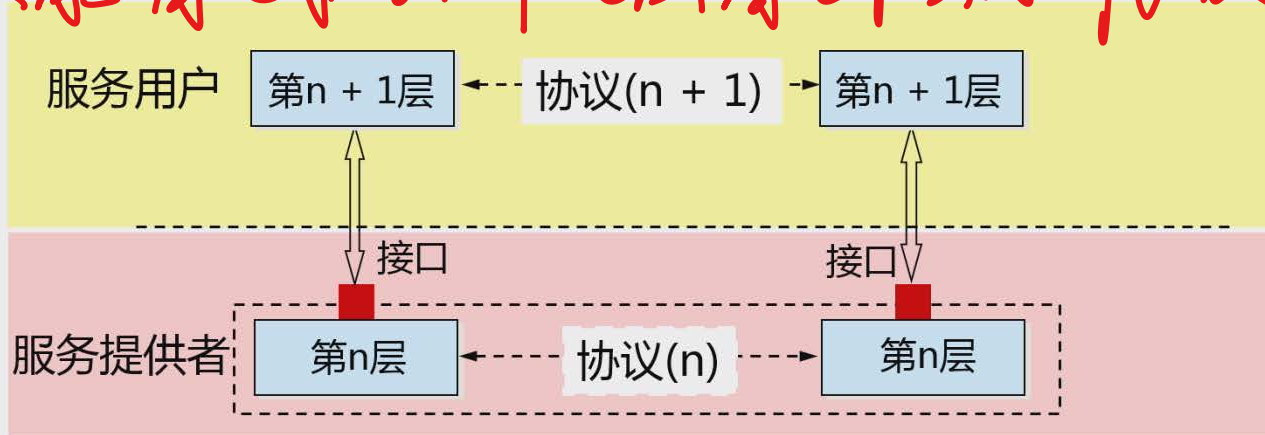 服务用户 第n + 1层 协议(n + 1) 第n + 1层
接口 接口
服务提供者 第n层 协议(n) 第n层